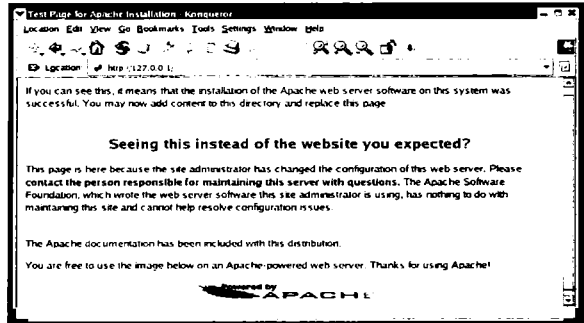 Test Page for Apache Installation - Konqueror
Location Edit View Go Bookmarks Tools Settings Window Help
Location http://127.0.0.1/
If you can see this, it means that the installation of the Apache web server software on this system was
successful. You may now add content to this directory and replace this page.
Seeing this instead of the website you expected?
This page is here because the site administrator has changed the configuration of this web server. Please
contact the person responsible for maintaining this server with questions. The Apache Software
Foundation, which wrote the web server software this site administrator is using, has nothing to do with
maintaining this site and cannot help resolve configuration issues.
The Apache documentation has been included with this distribution.
You are free to use the image below on an Apache-powered web server. Thanks for using Apache!
Powered by
APACHE